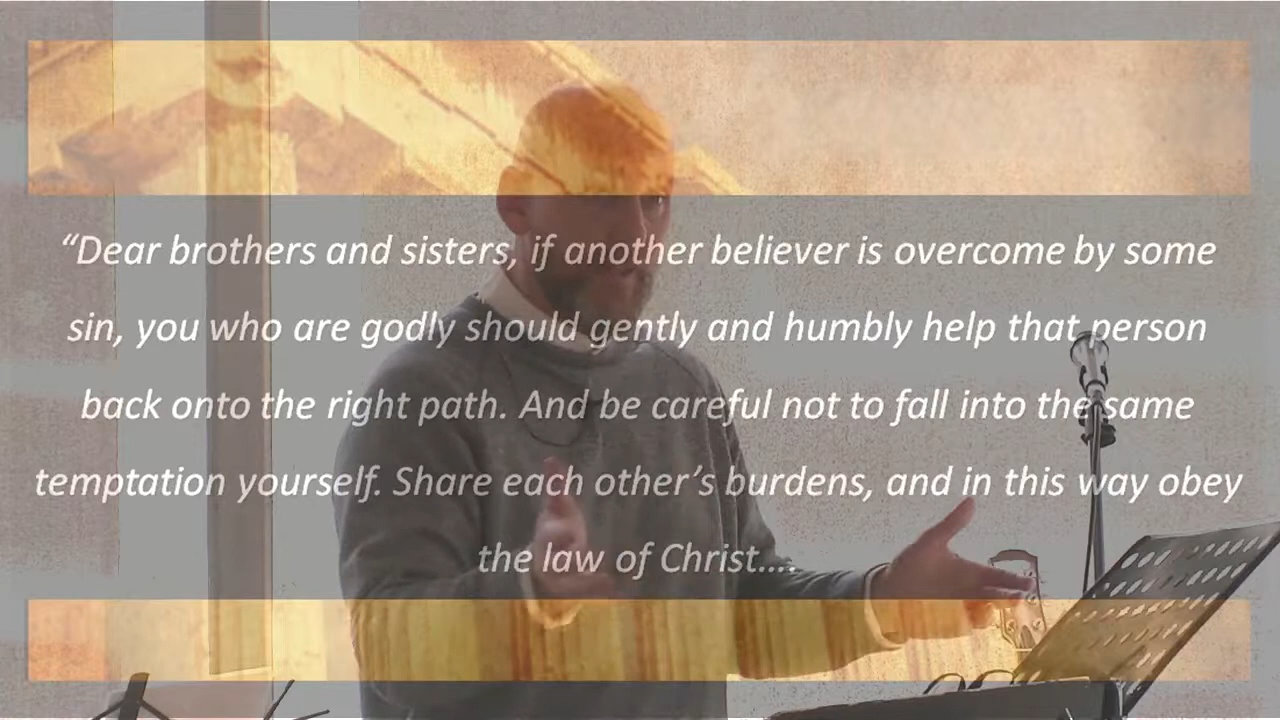 “Dear brothers and sisters, if another believer is overcome by some
sin, you who are godly should gently and humbly help that person
back onto the right path. And be careful not to fall into the same
temptation yourself. Share each other’s burdens, and in this way obey
the law of Christ….